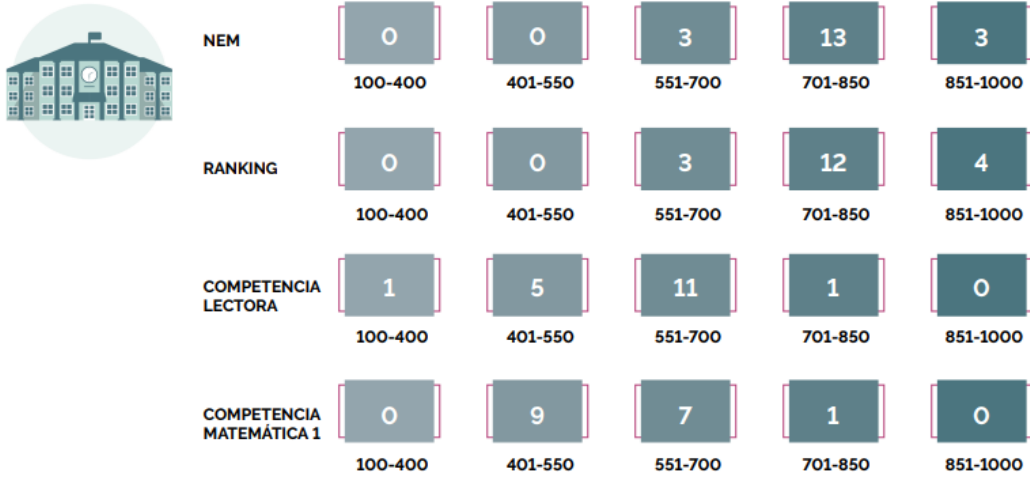 NEM
0 0 3 13 3
100-400 401-550 551-700 701-850 851-1000
RANKING
0 0 3 12 4
100-400 401-550 551-700 701-850 851-1000
COMPETENCIA
LECTORA
1 5 11 1 0
100-400 401-550 551-700 701-850 851-1000
COMPETENCIA
MATEMÁTICA 1
0 9 7 1 0
100-400 401-550 551-700 701-850 851-1000